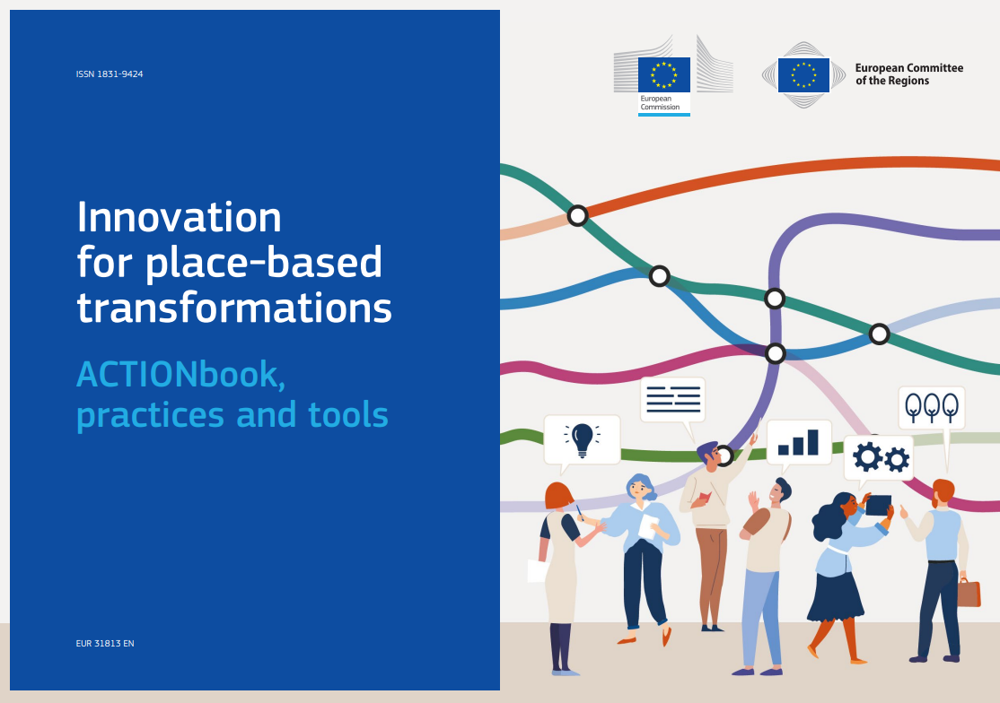 ISSN 1831-9424
European
Commission
European Committee
of the Regions
Innovation
for place-based
transformations
ACTIONbook,
practices and tools
EUR 31813 EN